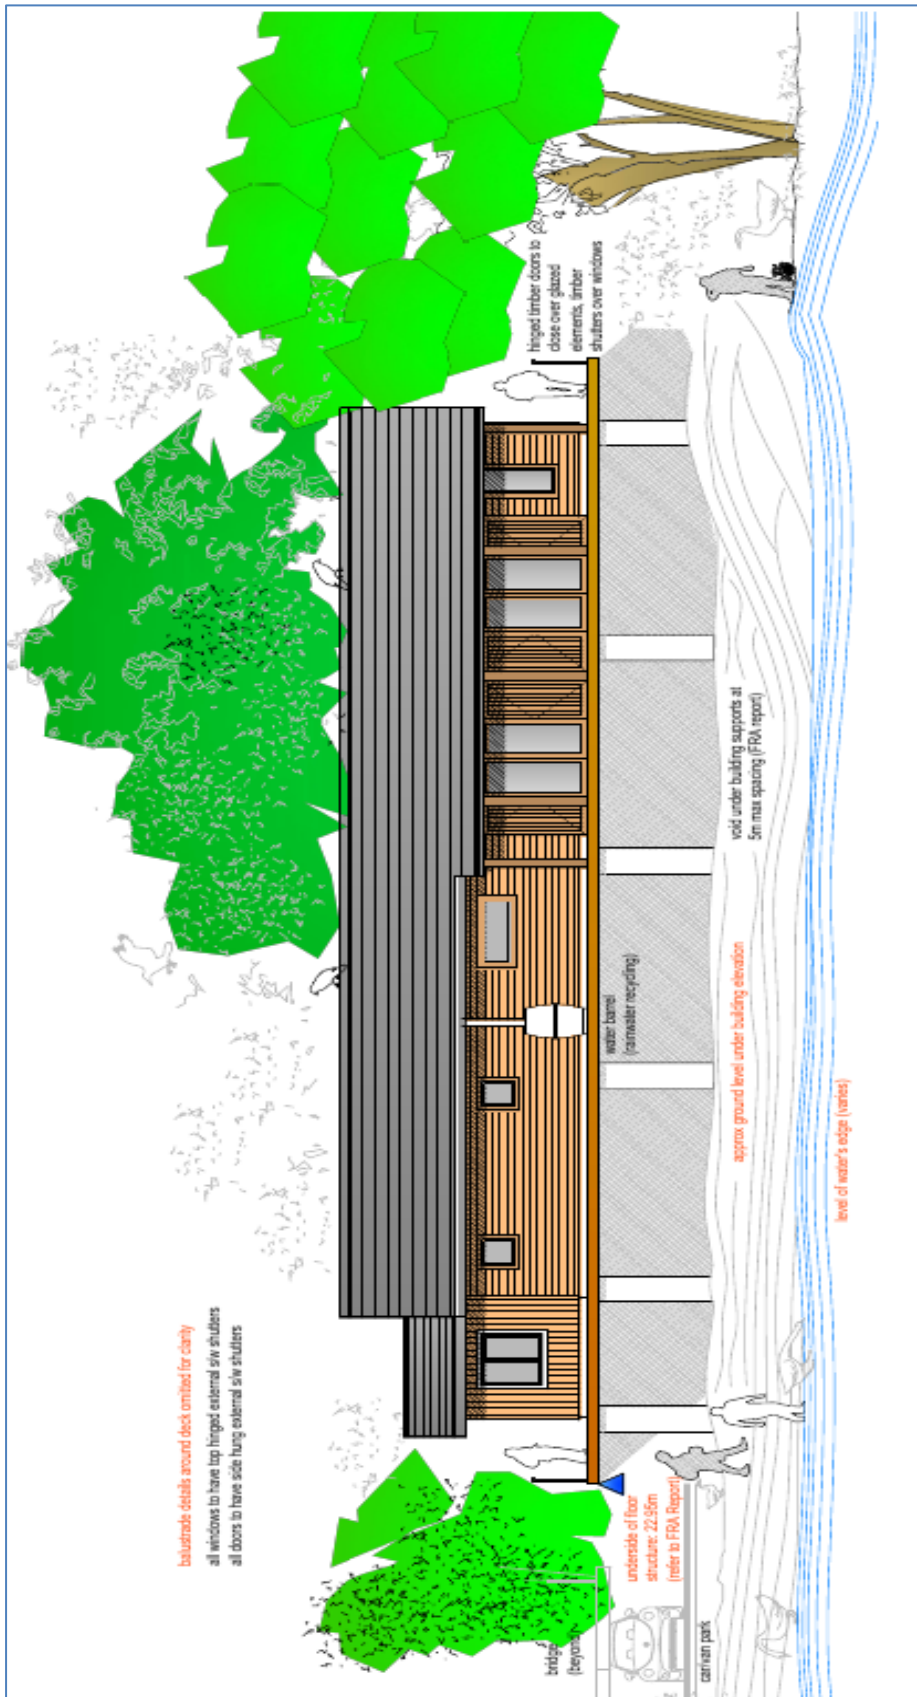 balustrade details around deck omitted for clarity
all windows to have top hinged external s/w shutters
all doors to have side hung external s/w shutters
hinged timber doors to
close over glazed
elements, timber
shutters over windows
bridge
(beyond)
underside of floor
structure: 22.95m
(refer to FRA Report)
carivan park
water barrel
(rainwater recycling)
void under building supports at
5m max spacing (FRA report)
approx ground level under building elevation
level of water's edge (varies)